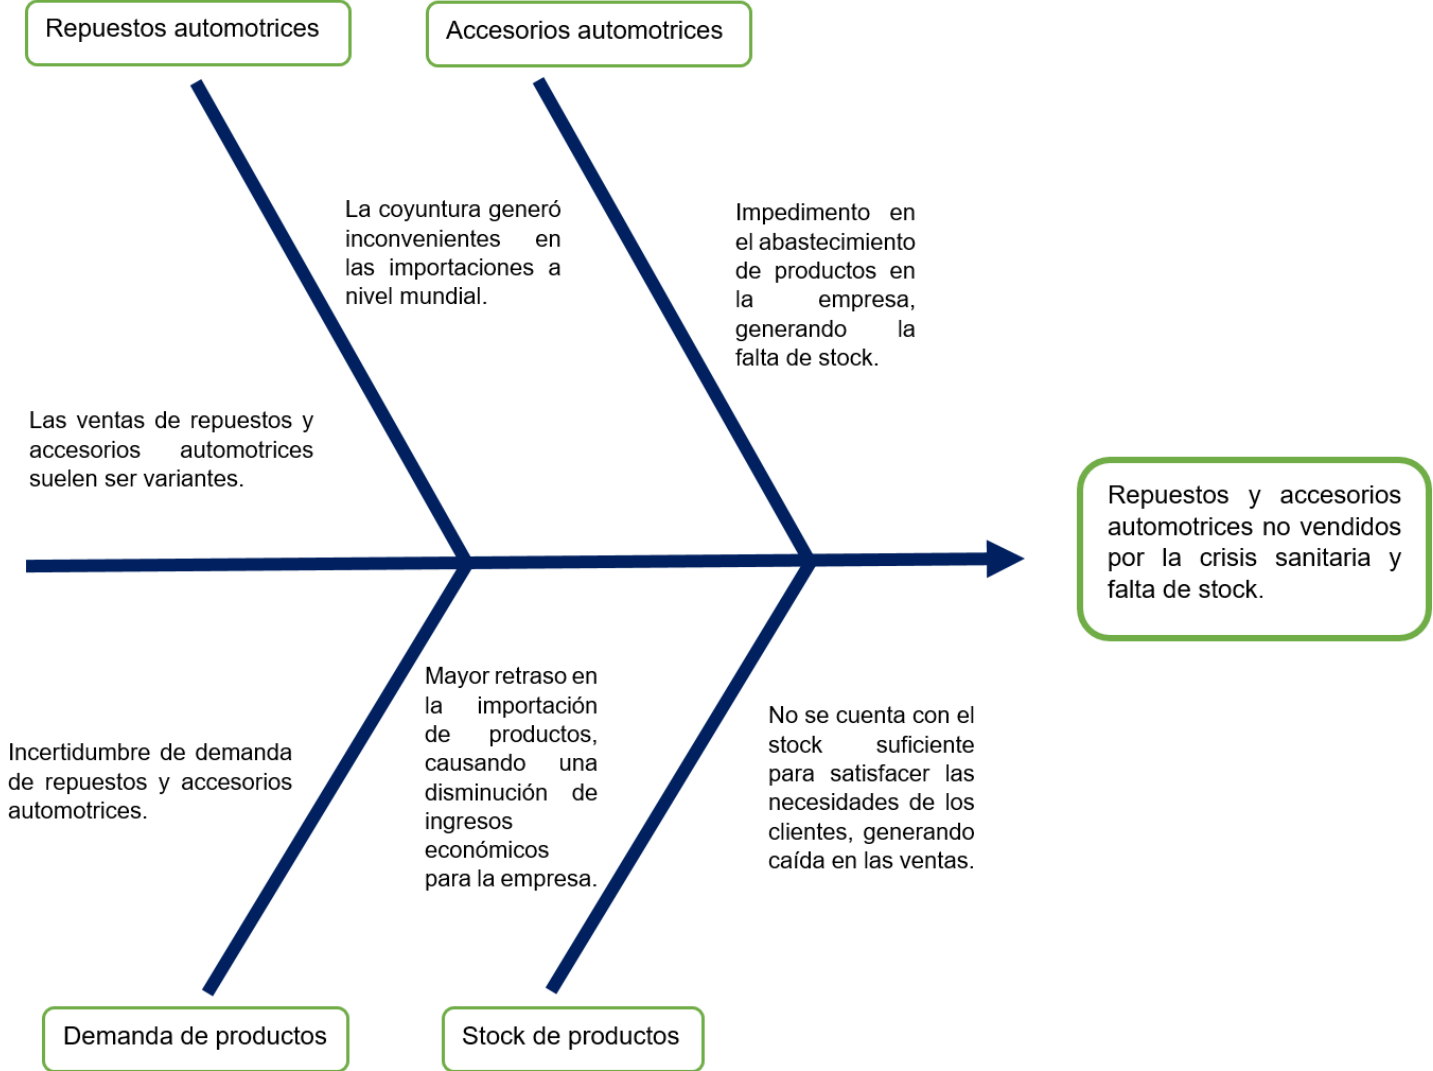 Repuestos automotrices
Accesorios automotrices
La coyuntura generó
inconvenientes en
las importaciones a
nivel mundial.
Impedimento en
el abastecimiento
de productos en
la empresa,
generando la
falta de stock.
Las ventas de repuestos y
accesorios automotrices
suelen ser variantes.
Repuestos y accesorios
automotrices no vendidos
por la crisis sanitaria y
falta de stock.
Incertidumbre de demanda
de repuestos y accesorios
automotrices.
Mayor retraso en
la importación
de productos,
causando una
disminución de
ingresos
económicos
para la empresa.
No se cuenta con el
stock suficiente
para satisfacer las
necesidades de los
clientes, generando
caída en las ventas.
Demanda de productos
Stock de productos